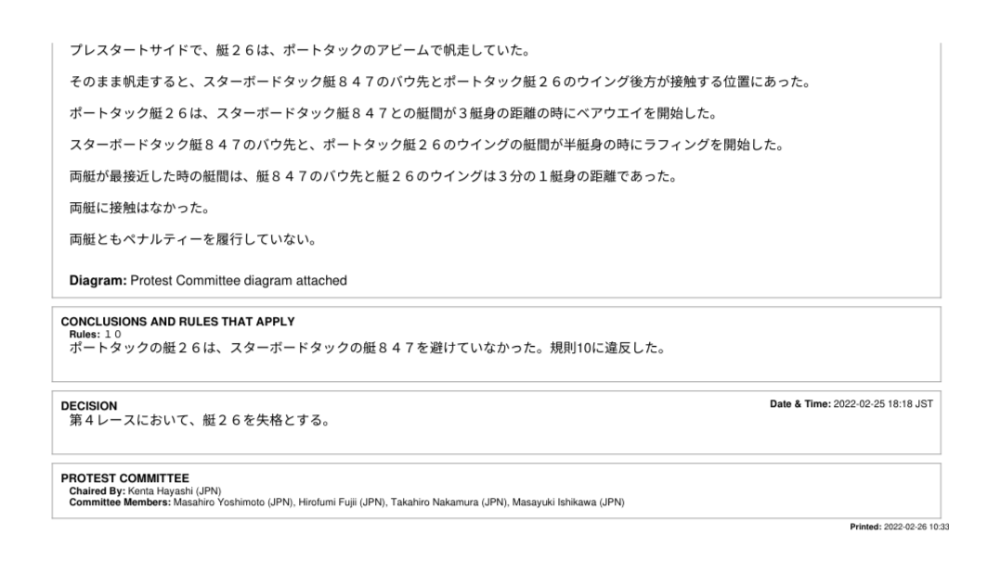 プレスタートサイドで、艇２６は、ポートタックのアビームで帆走していた。
そのまま帆走すると、スターボードタック艇８４７のバウ先とポートタック艇２６のウイング後方が接触する位置にあった。
ポートタック艇２６は、スターボードタック艇８４７との艇間が３艇身の距離の時にベアウエイを開始した。
スターボードタック艇８４７のバウ先と、ポートタック艇２６のウイングの艇間が半艇身の時にラフィングを開始した。
両艇が最接近した時の艇間は、艇８４７のバウ先と艇２６のウイングは３分の１艇身の距離であった。
両艇に接触はなかった。
両艇ともペナルティーを履行していない。
Diagram: Protest Committee diagram attached
CONCLUSIONS AND RULES THAT APPLY
Rules: １０
ポートタックの艇２６は、スターボードタックの艇８４７を避けていなかった。規則10に違反した。
DECISION
Date & Time: 2022-02-25 18:18 JST
第４レースにおいて、艇２６を失格とする。
PROTEST COMMITTEE
Chaired By: Kenta Hayashi (JPN)
Committee Members: Masahiro Yoshimoto (JPN), Hirofumi Fujii (JPN), Takahiro Nakamura (JPN), Masayuki Ishikawa (JPN)
Printed: 2022-02-26 10:33